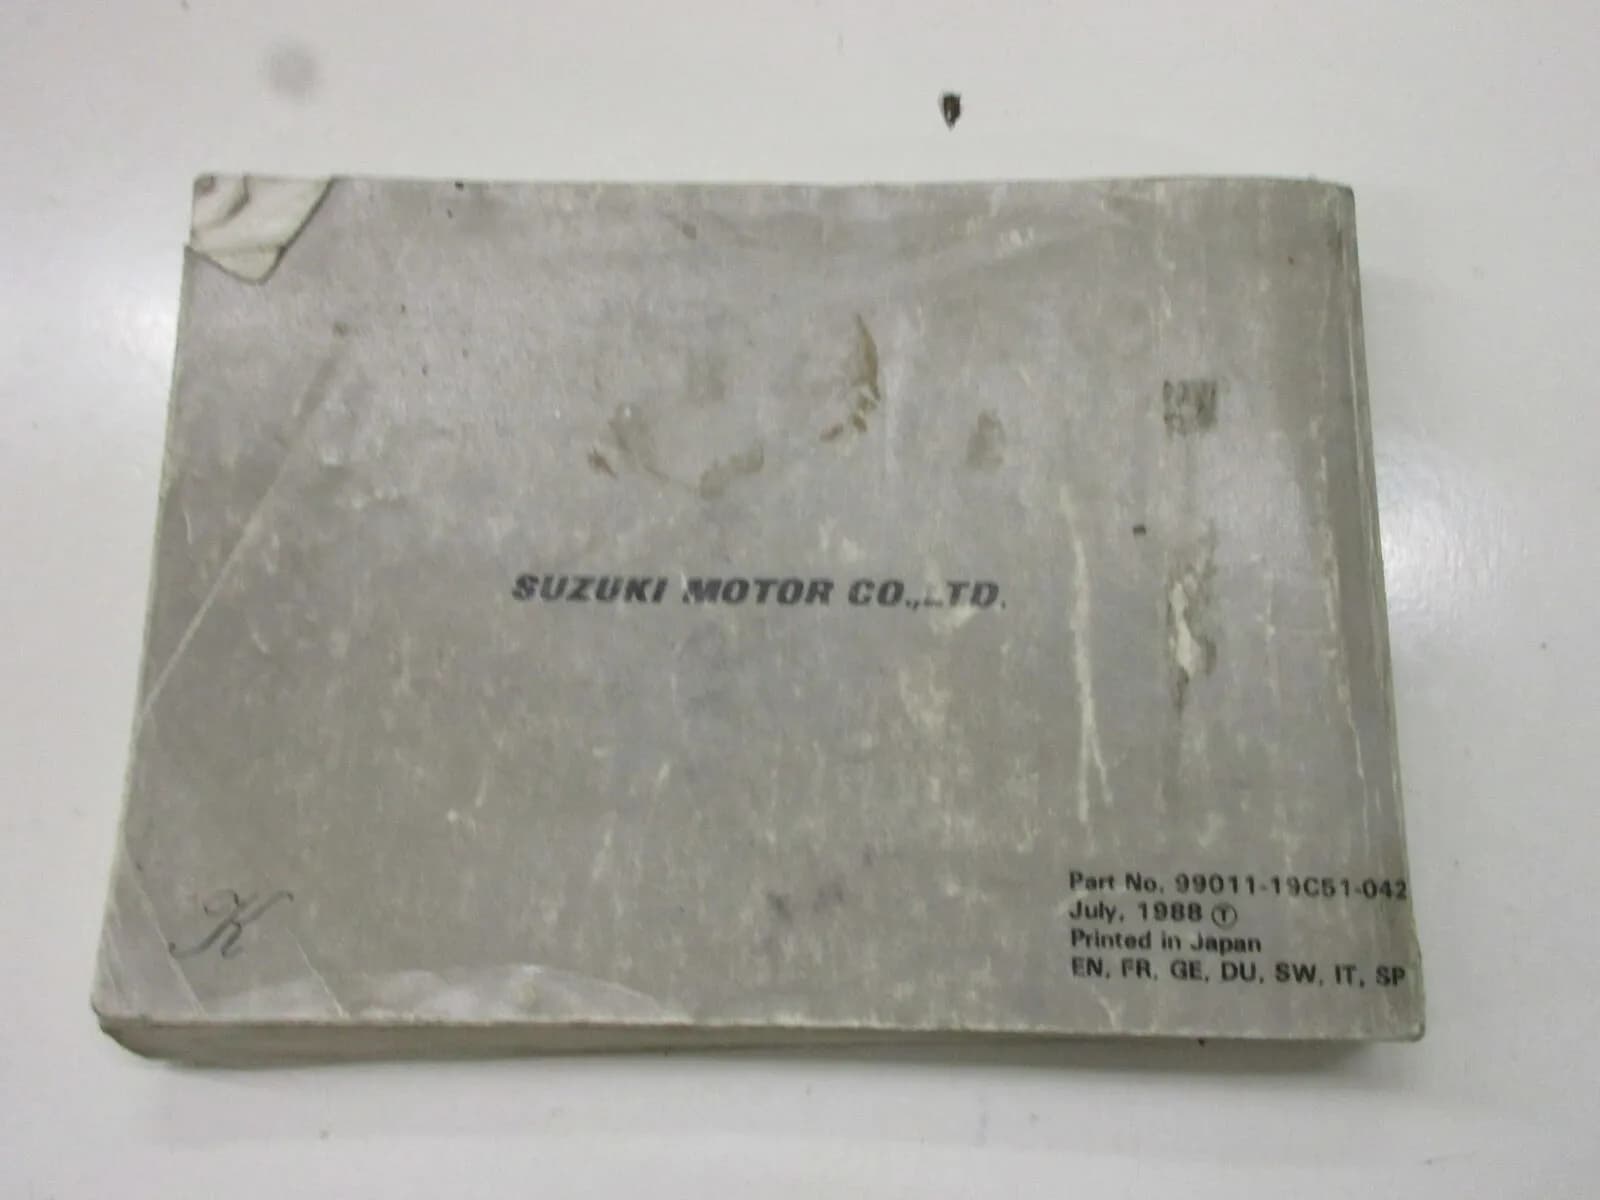 SUZUKI MOTOR CO.,LTD.
K
Part No. 99011-19C51-042
July, 1988 Ⓣ
Printed in Japan
EN, FR, GE, DU, SW, IT, SP